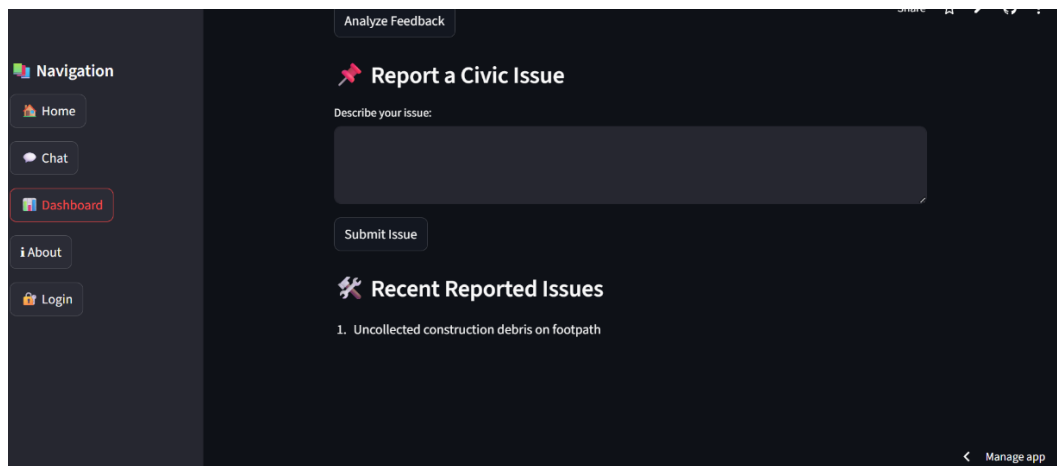 Share
Analyze Feedback
Navigation
Home
Chat
Dashboard
i About
Login
Report a Civic Issue
Describe your issue:
Submit Issue
Recent Reported Issues
1. Uncollected construction debris on footpath
Manage app